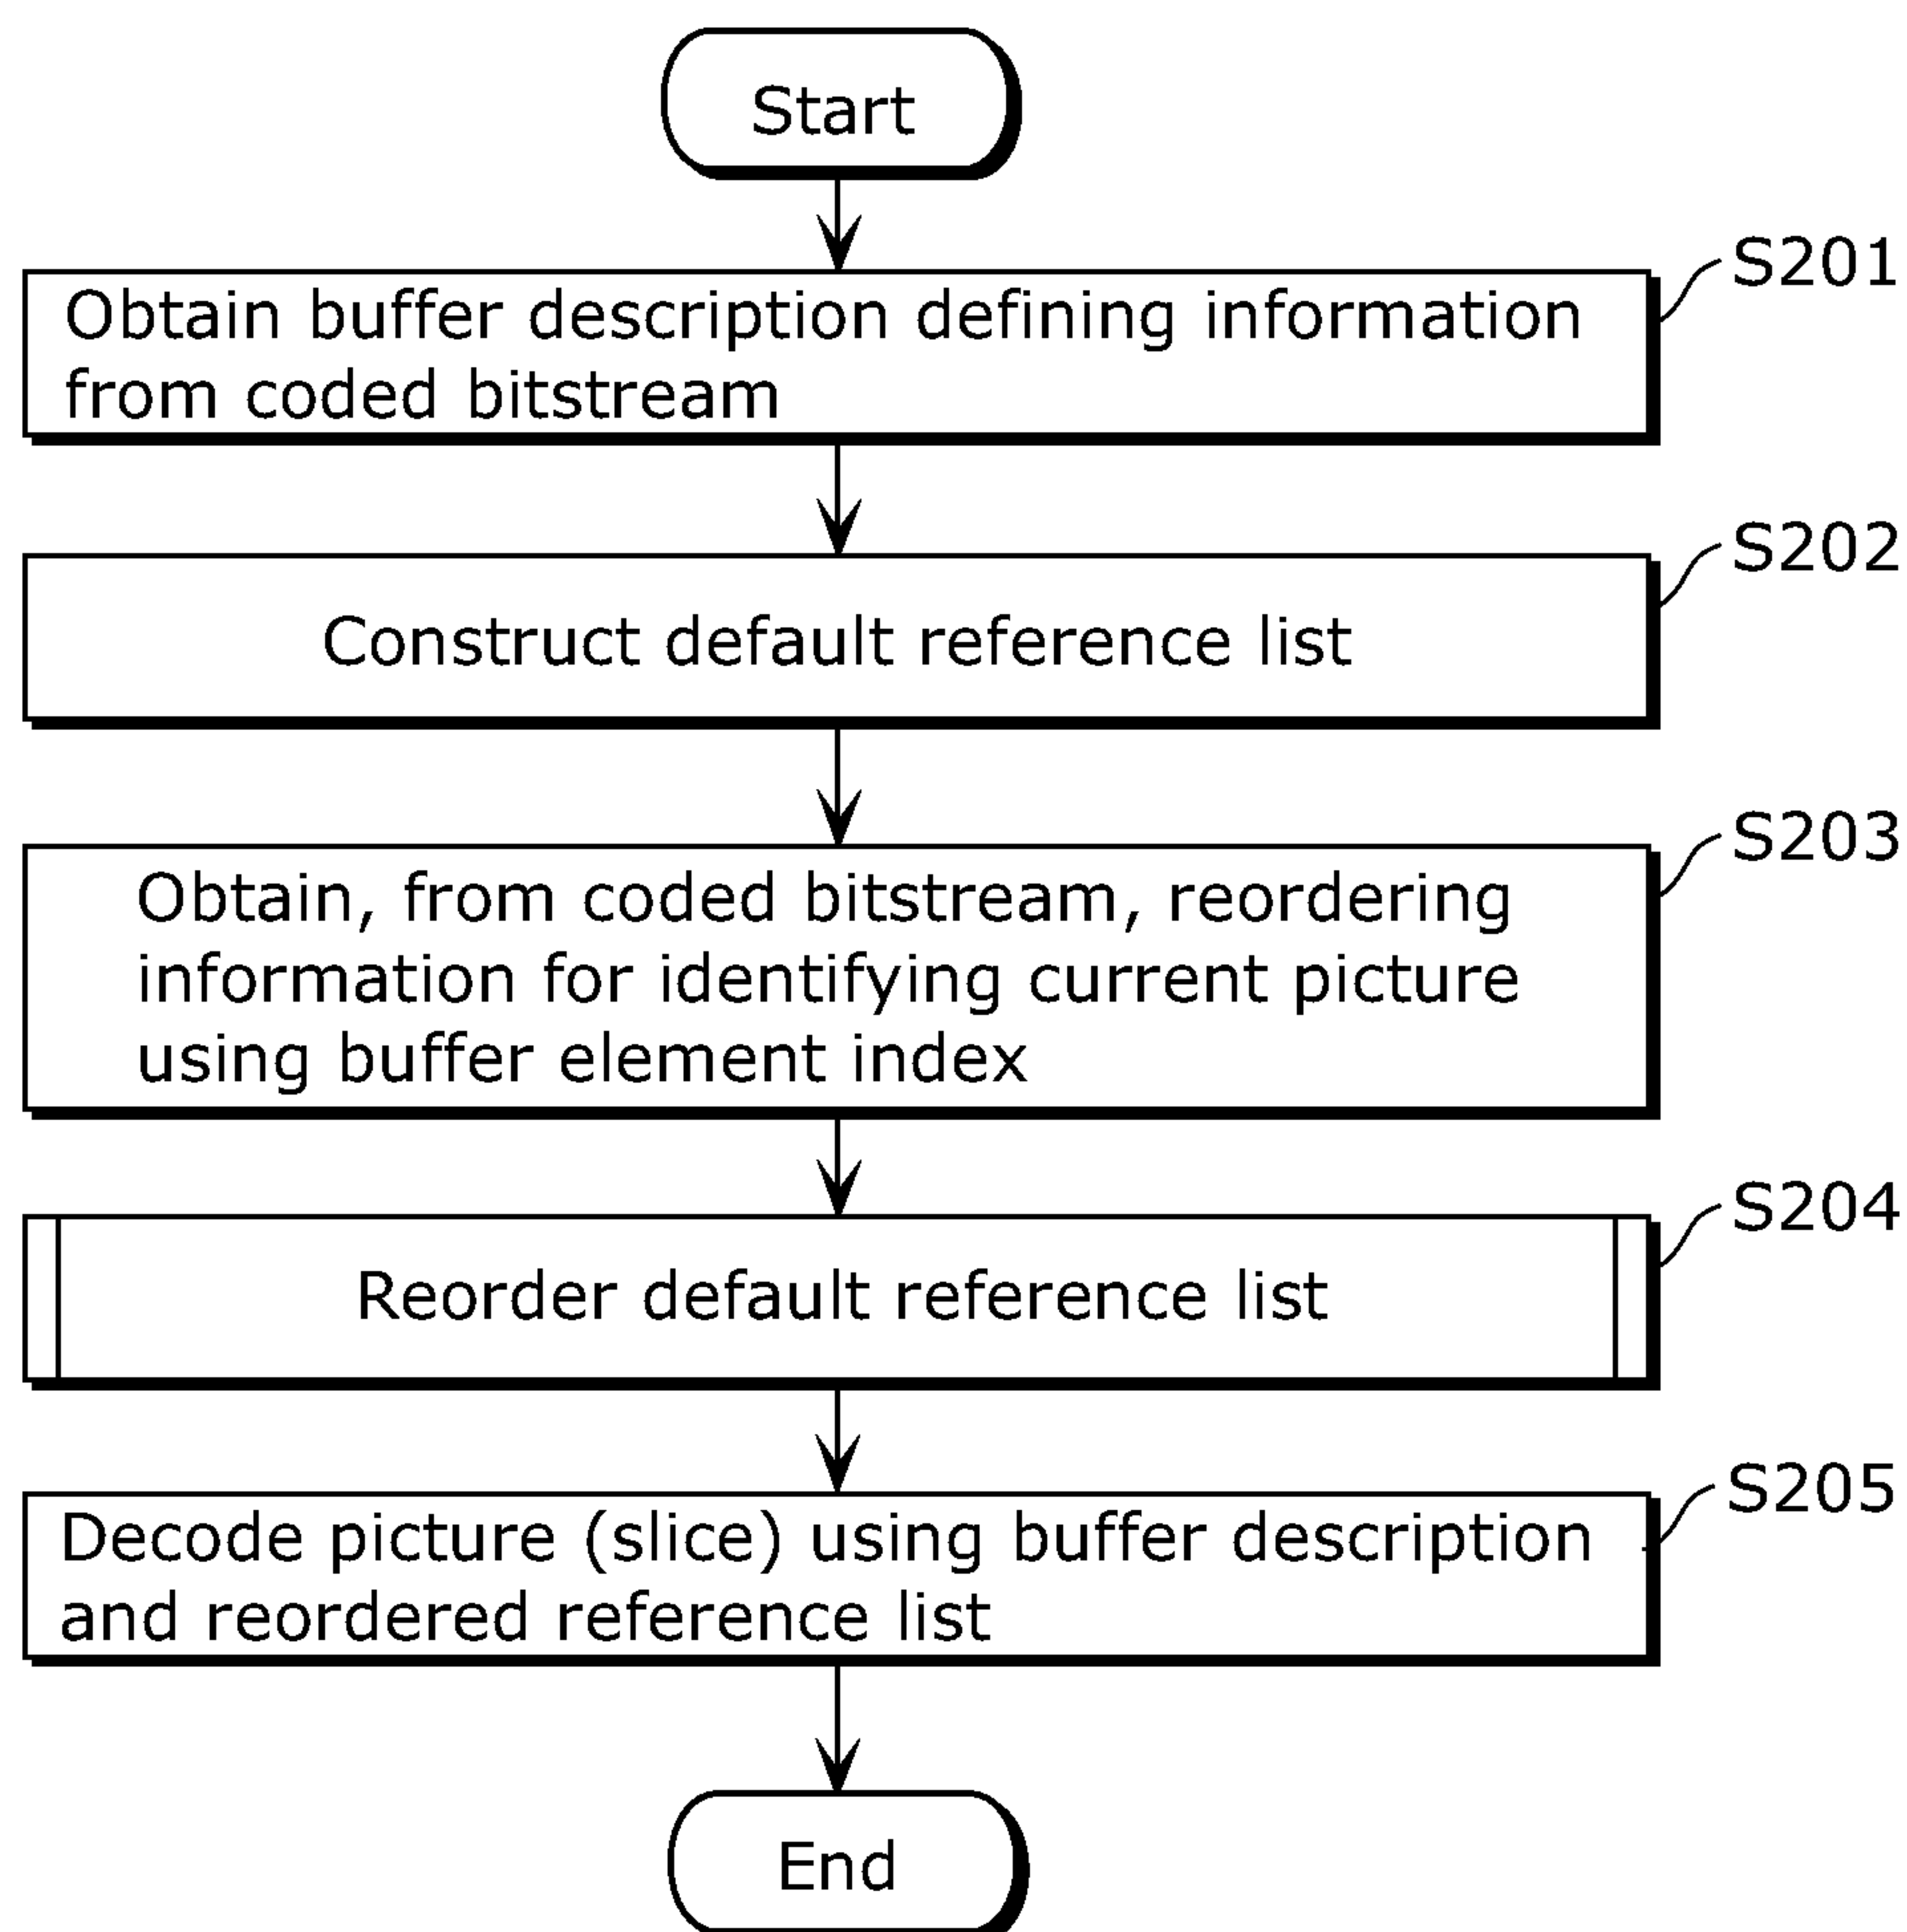 Start
S201
Obtain buffer description defining information
from coded bitstream
S202
Construct default reference list
S203
Obtain, from coded bitstream, reordering
information for identifying current picture
using buffer element index
S204
Reorder default reference list
S205
Decode picture (slice) using buffer description
and reordered reference list
End